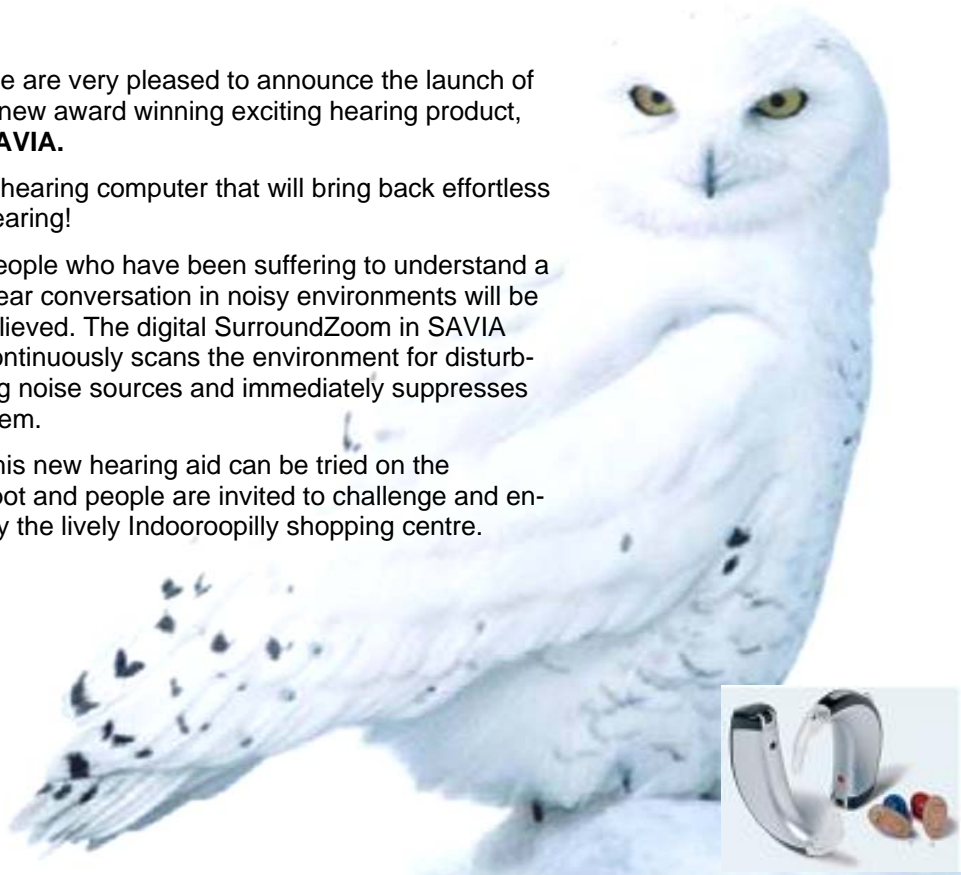 e are very pleased to announce the launch of
new award winning exciting hearing product,
AVIA.
hearing computer that will bring back effortless
earing!
eople who have been suffering to understand a
ear conversation in noisy environments will be
lieved. The digital SurroundZoom in SAVIA
ontinuously scans the environment for disturb-
g noise sources and immediately suppresses
em.
his new hearing aid can be tried on the
pot and people are invited to challenge and en-
y the lively Indooroopilly shopping centre.